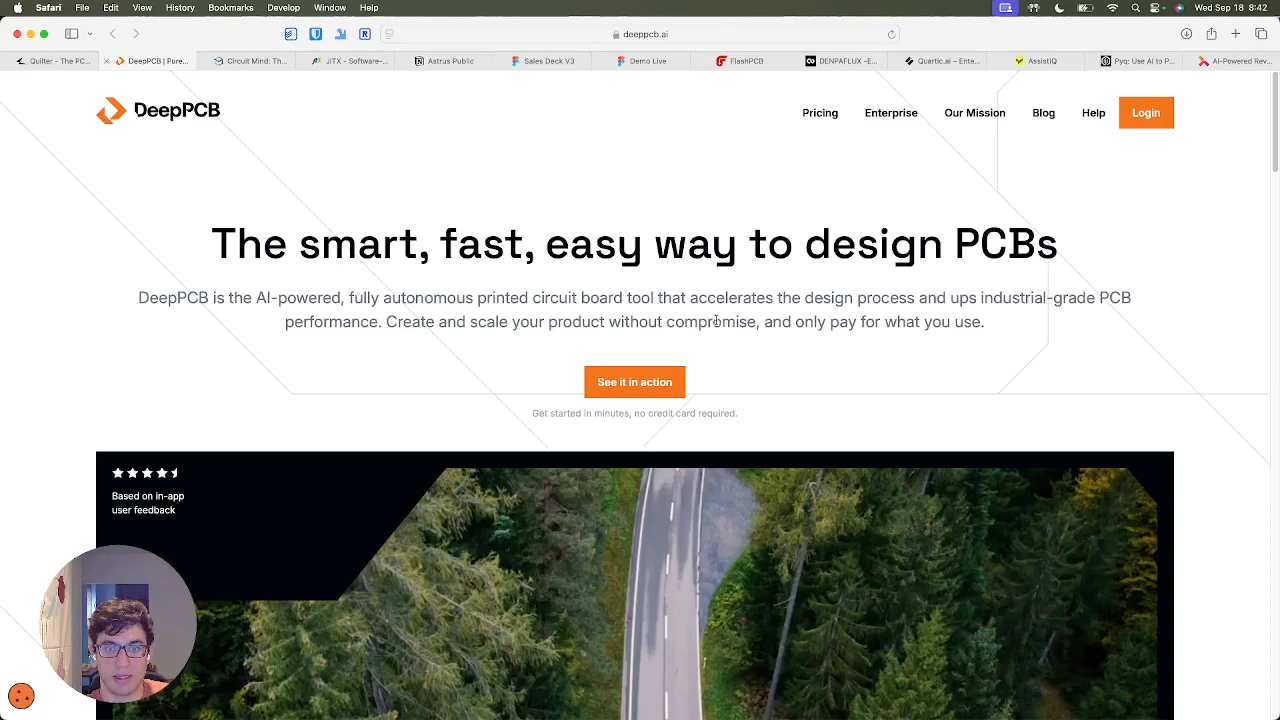 Safari File Edit View History Bookmarks Develop Window Help Wed Sep 18 8:42
deeppcb.ai
Quilter - The PC... DeepPCB | Pure... Circuit Mind: Th... JITX - Software-... Astrus Public Sales Deck V3 Demo Live FlashPCB DENPAFLUX –E... Quartic.ai – Ente... AssistIQ Pyq: Use AI to P... AI-Powered Rev...
DeepPCB Pricing Enterprise Our Mission Blog Help Login
The smart, fast, easy way to design PCBs
DeepPCB is the AI-powered, fully autonomous printed circuit board tool that accelerates the design process and ups industrial-grade PCB
performance. Create and scale your product without compromise, and only pay for what you use.
See it in action
Get started in minutes, no credit card required.
Based on in-app
user feedback